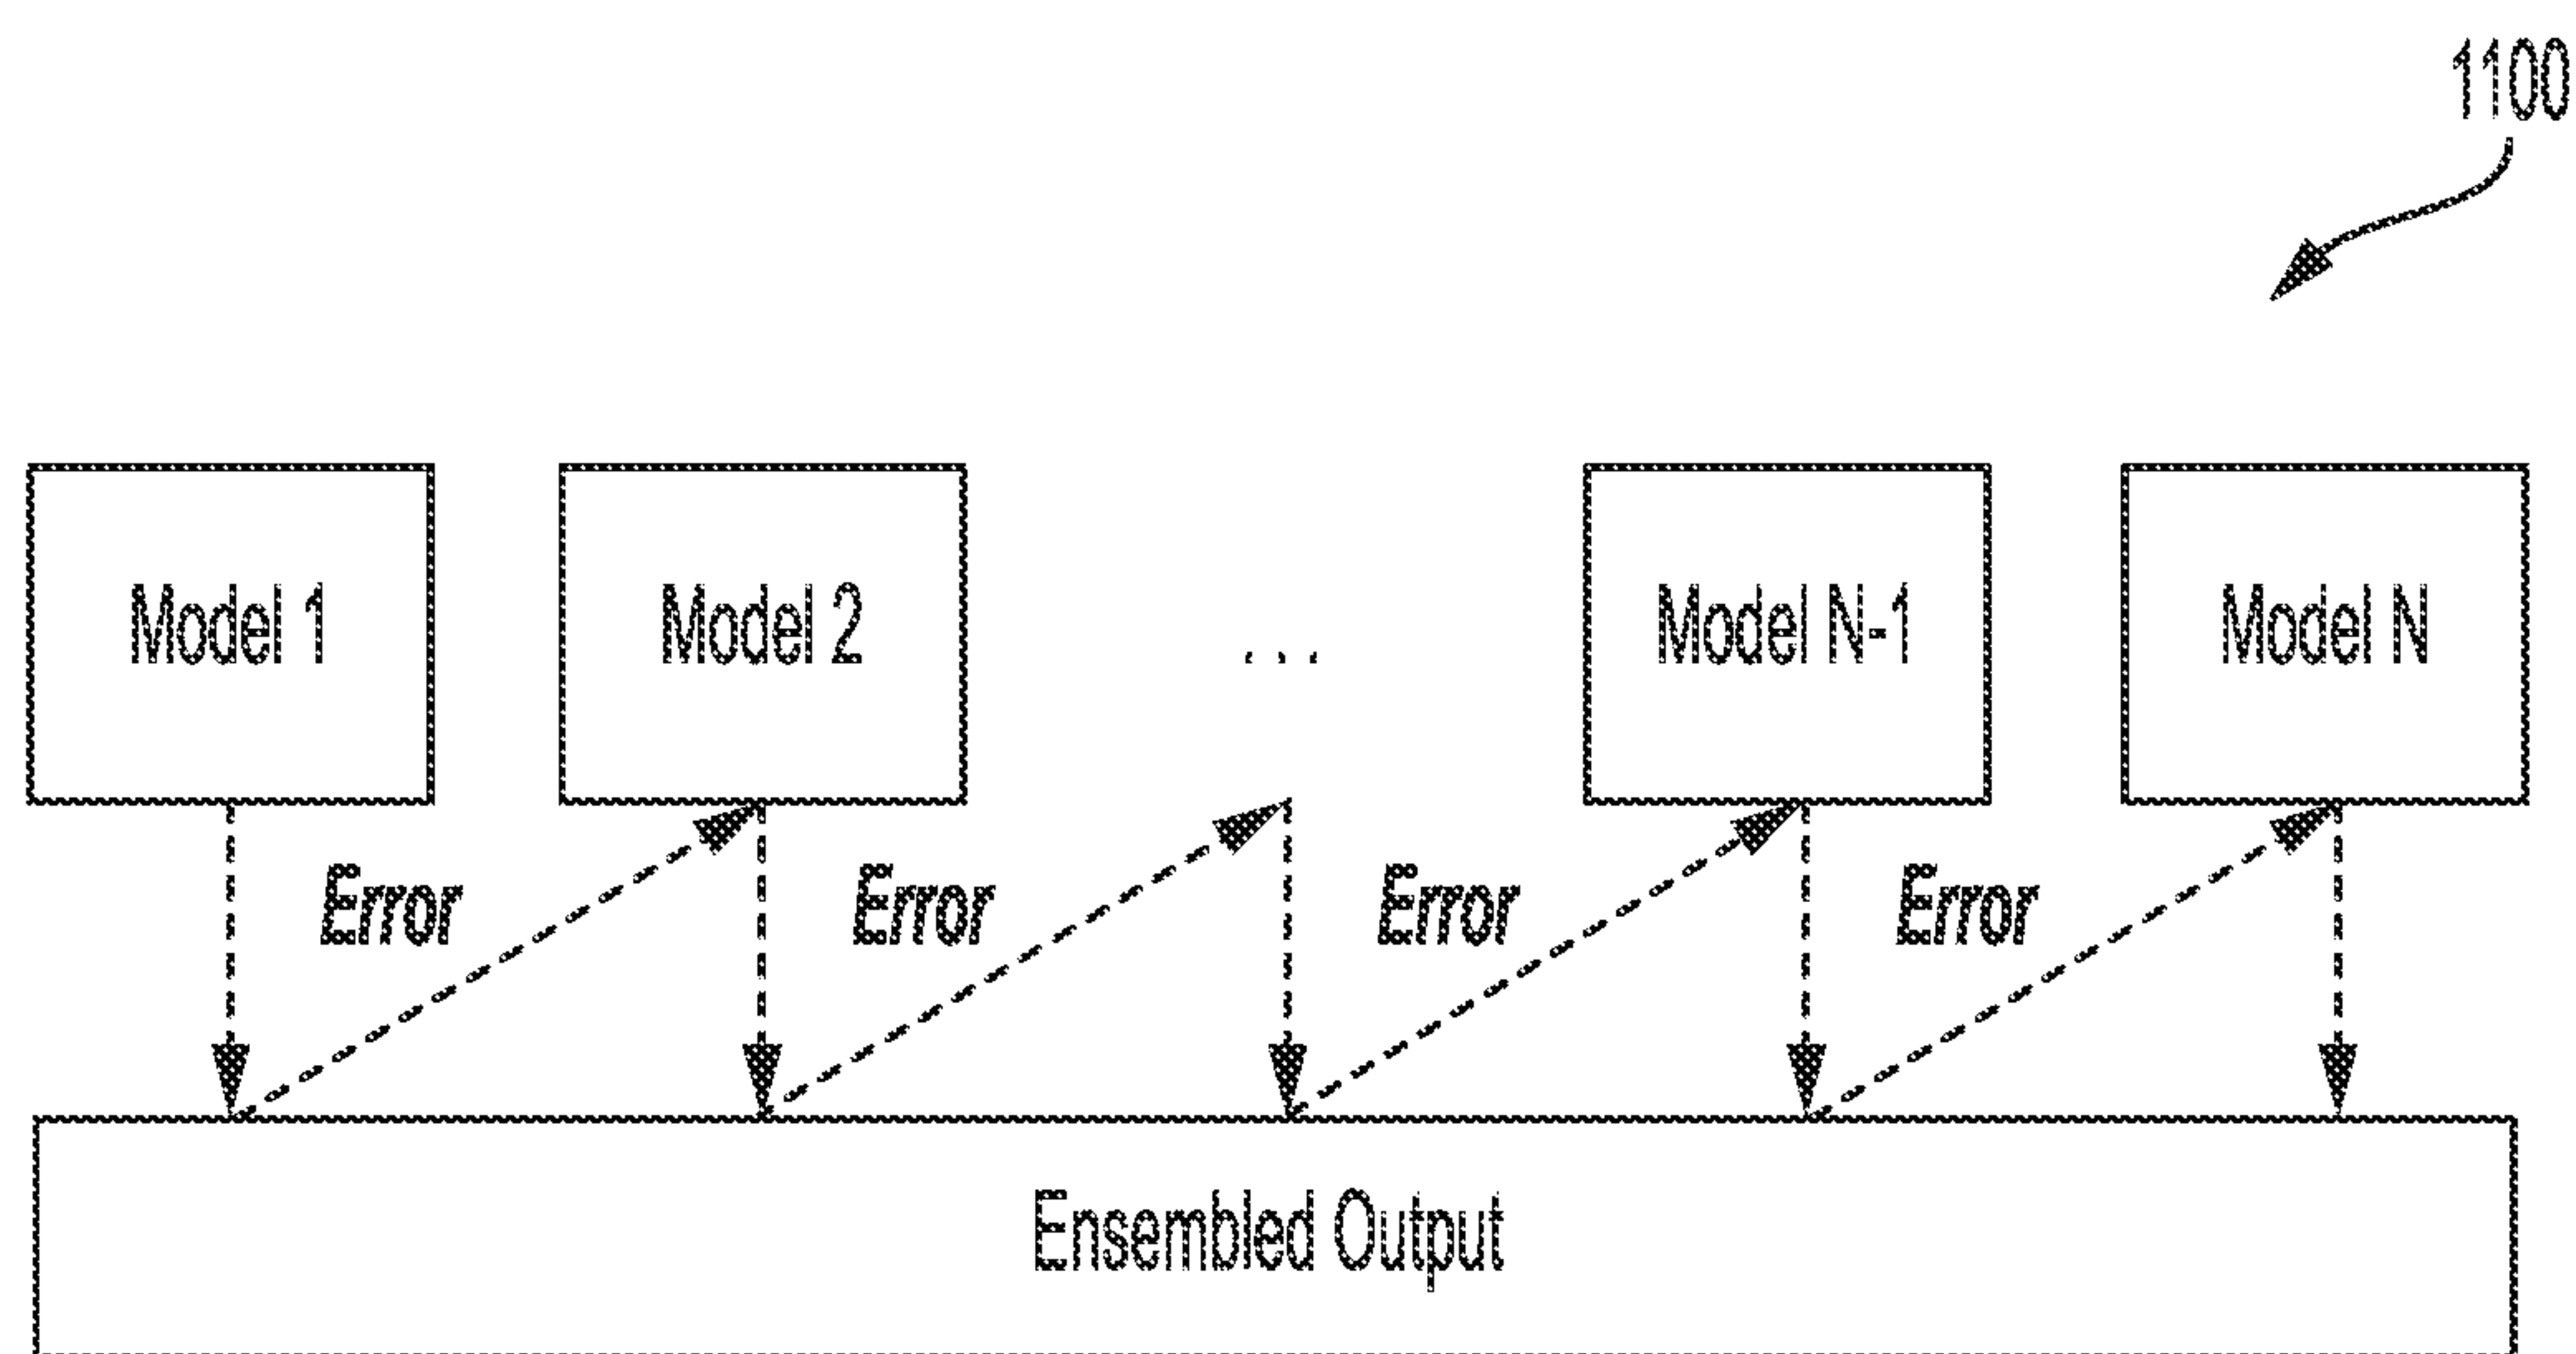 1100
Model 1
Model 2
...
Model N-1
Model N
Error
Error
Error
Error
Ensembled Output